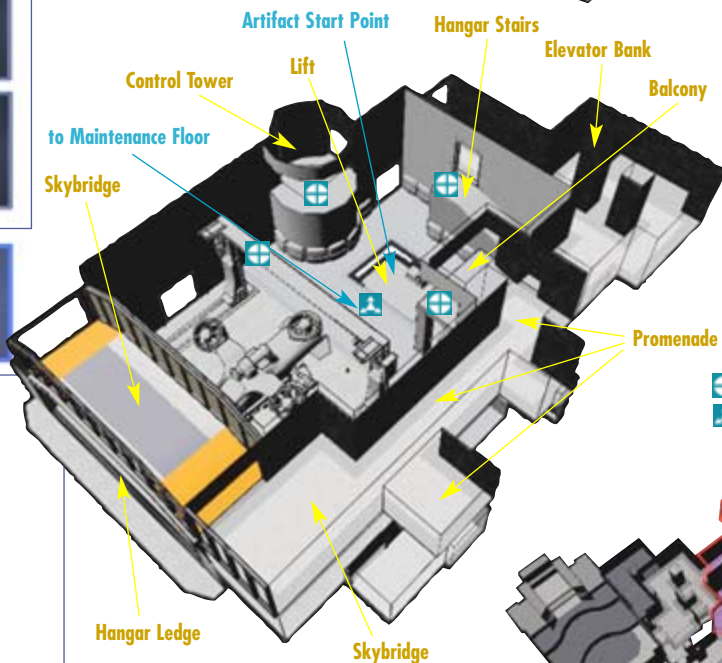 Artifact Start Point
Hangar Stairs
Elevator Bank
Lift
Control Tower
Balcony
to Maintenance Floor
Skybridge
Promenade
Hangar Ledge
Skybridge